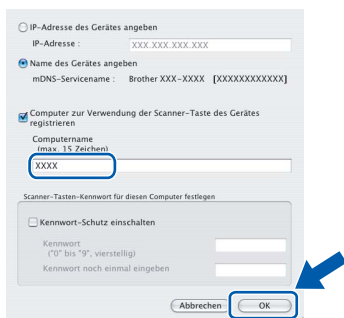 IP-Adresse des Gerätes angeben
IP-Adresse : XXX.XXX.XXX.XXX
Name des Gerätes angeben
mDNS-Servicename : Brother XXX-XXXX [XXXXXXXXXXXX]
Computer zur Verwendung der Scanner-Taste des Gerätes
registrieren
Computername
(max. 15 Zeichen)
XXXX
Scanner-Tasten-Kennwort für diesen Computer festlegen
Kennwort-Schutz einschalten
Kennwort
("0" bis "9", vierstellig)
Kennwort noch einmal eingeben
Abbrechen OK